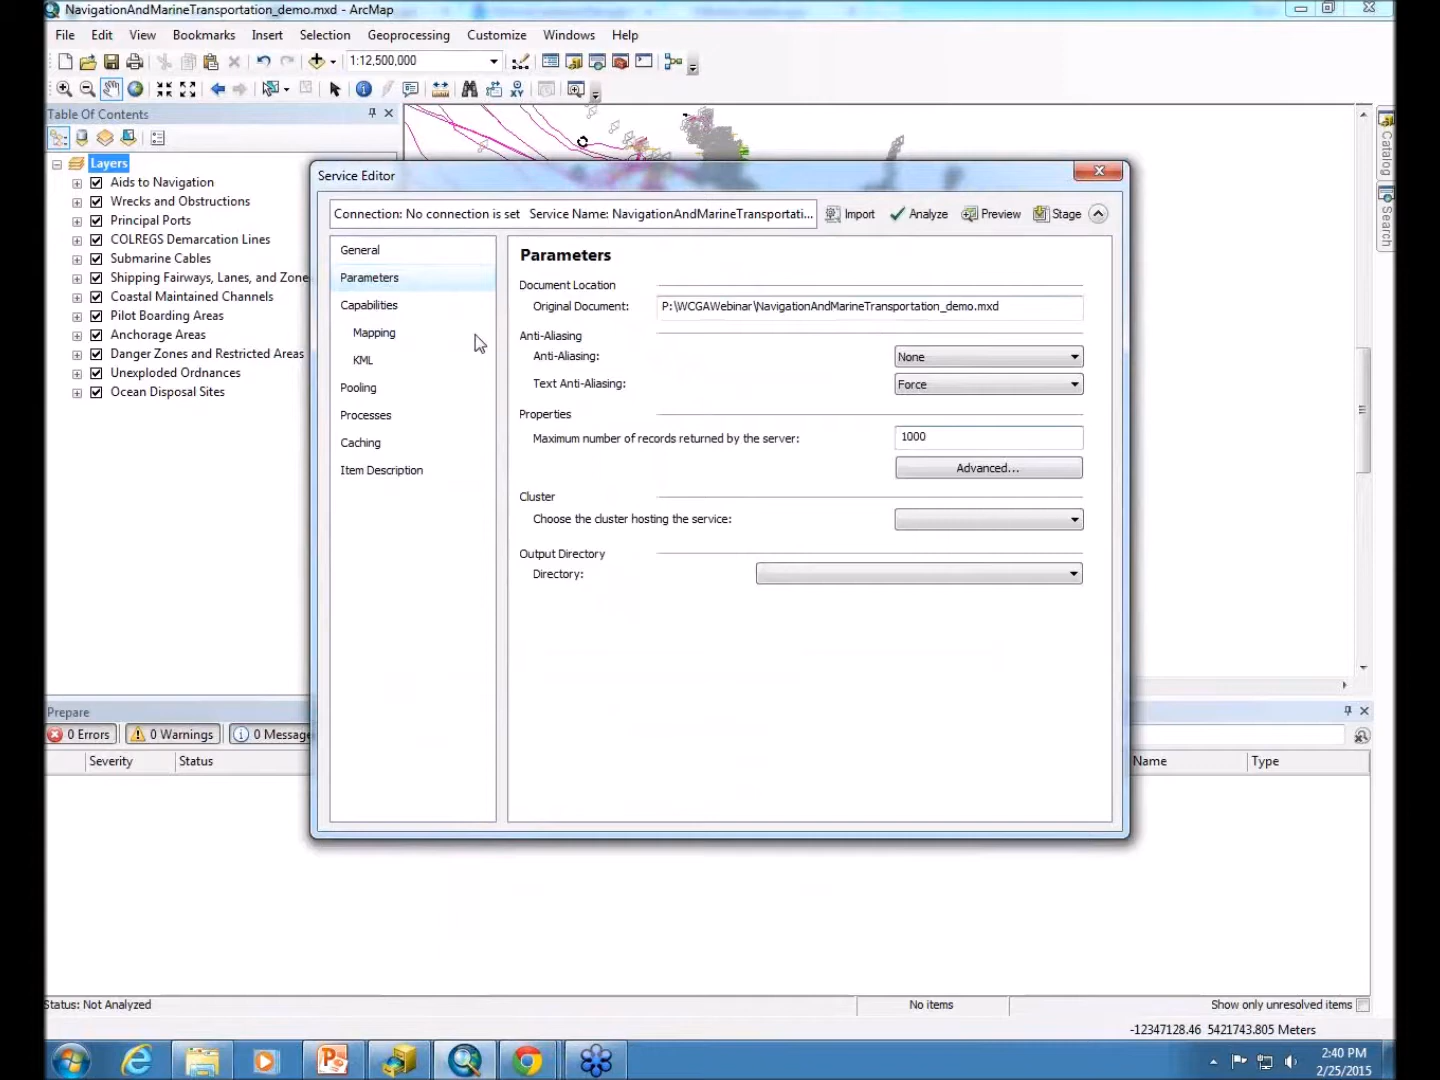 NavigationAndMarineTransportation_demo.mxd - ArcMap
File Edit View Bookmarks Insert Selection Geoprocessing Customize Windows Help
1:12,500,000
Table Of Contents
Layers
Aids to Navigation
Wrecks and Obstructions
Principal Ports
COLREGS Demarcation Lines
Submarine Cables
Shipping Fairways, Lanes, and Zone
Coastal Maintained Channels
Pilot Boarding Areas
Anchorage Areas
Danger Zones and Restricted Areas
Unexploded Ordnances
Ocean Disposal Sites
Catalog
Search
Service Editor
Connection: No connection is set Service Name: NavigationAndMarineTransportati... Import Analyze Preview Stage
General
Parameters
Capabilities
Mapping
KML
Pooling
Processes
Caching
Item Description
Parameters
Document Location
Original Document: P:\WCGAWebinar\NavigationAndMarineTransportation_demo.mxd
Anti-Aliasing
Anti-Aliasing: None
Text Anti-Aliasing: Force
Properties
Maximum number of records returned by the server: 1000
Advanced...
Cluster
Choose the cluster hosting the service:
Output Directory
Directory:
Prepare
0 Errors 0 Warnings 0 Message
Severity Status Name Type
Status: Not Analyzed No items Show only unresolved items
-12347128.46 5421743.805 Meters
2:40 PM
2/25/2015